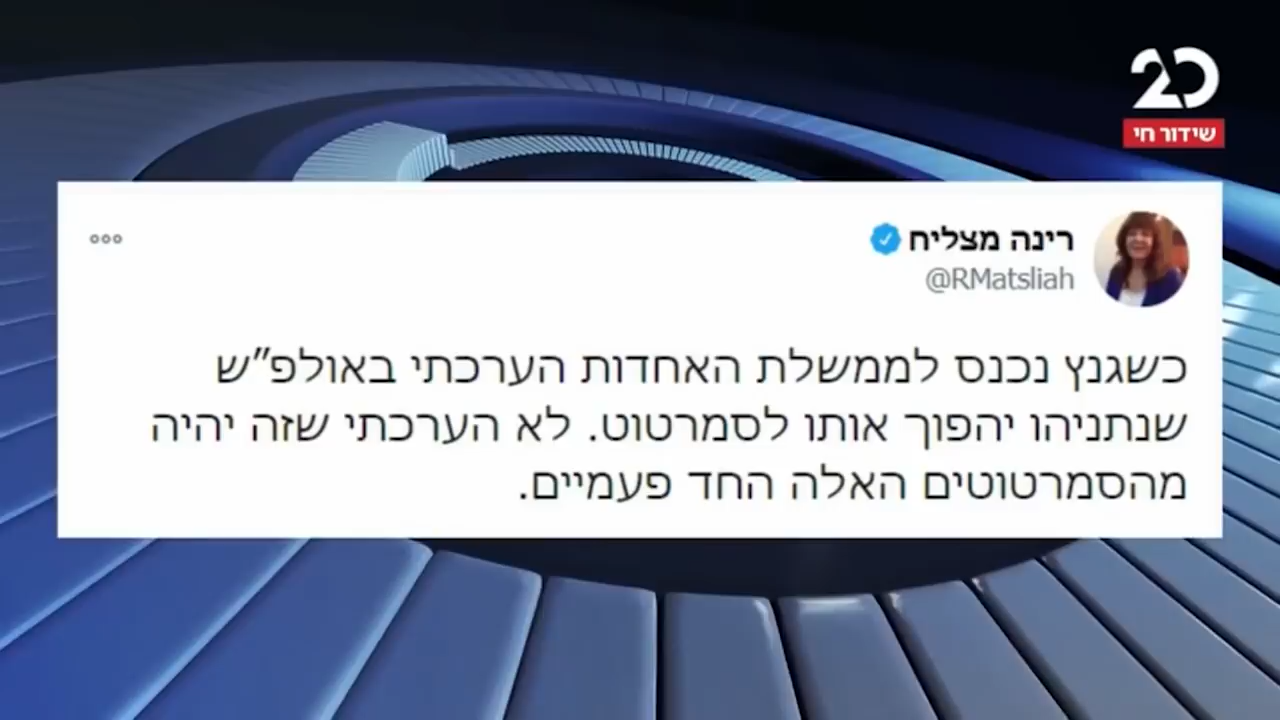 20
שידור חי
רינה מצליח
@RMatsliah
כשגנץ נכנס לממשלת האחדות הערכתי באולפ״ש
שנתניהו יהפוך אותו לסמרטוט. לא הערכתי שזה יהיה
מהסמרטוטים האלה החד פעמיים.